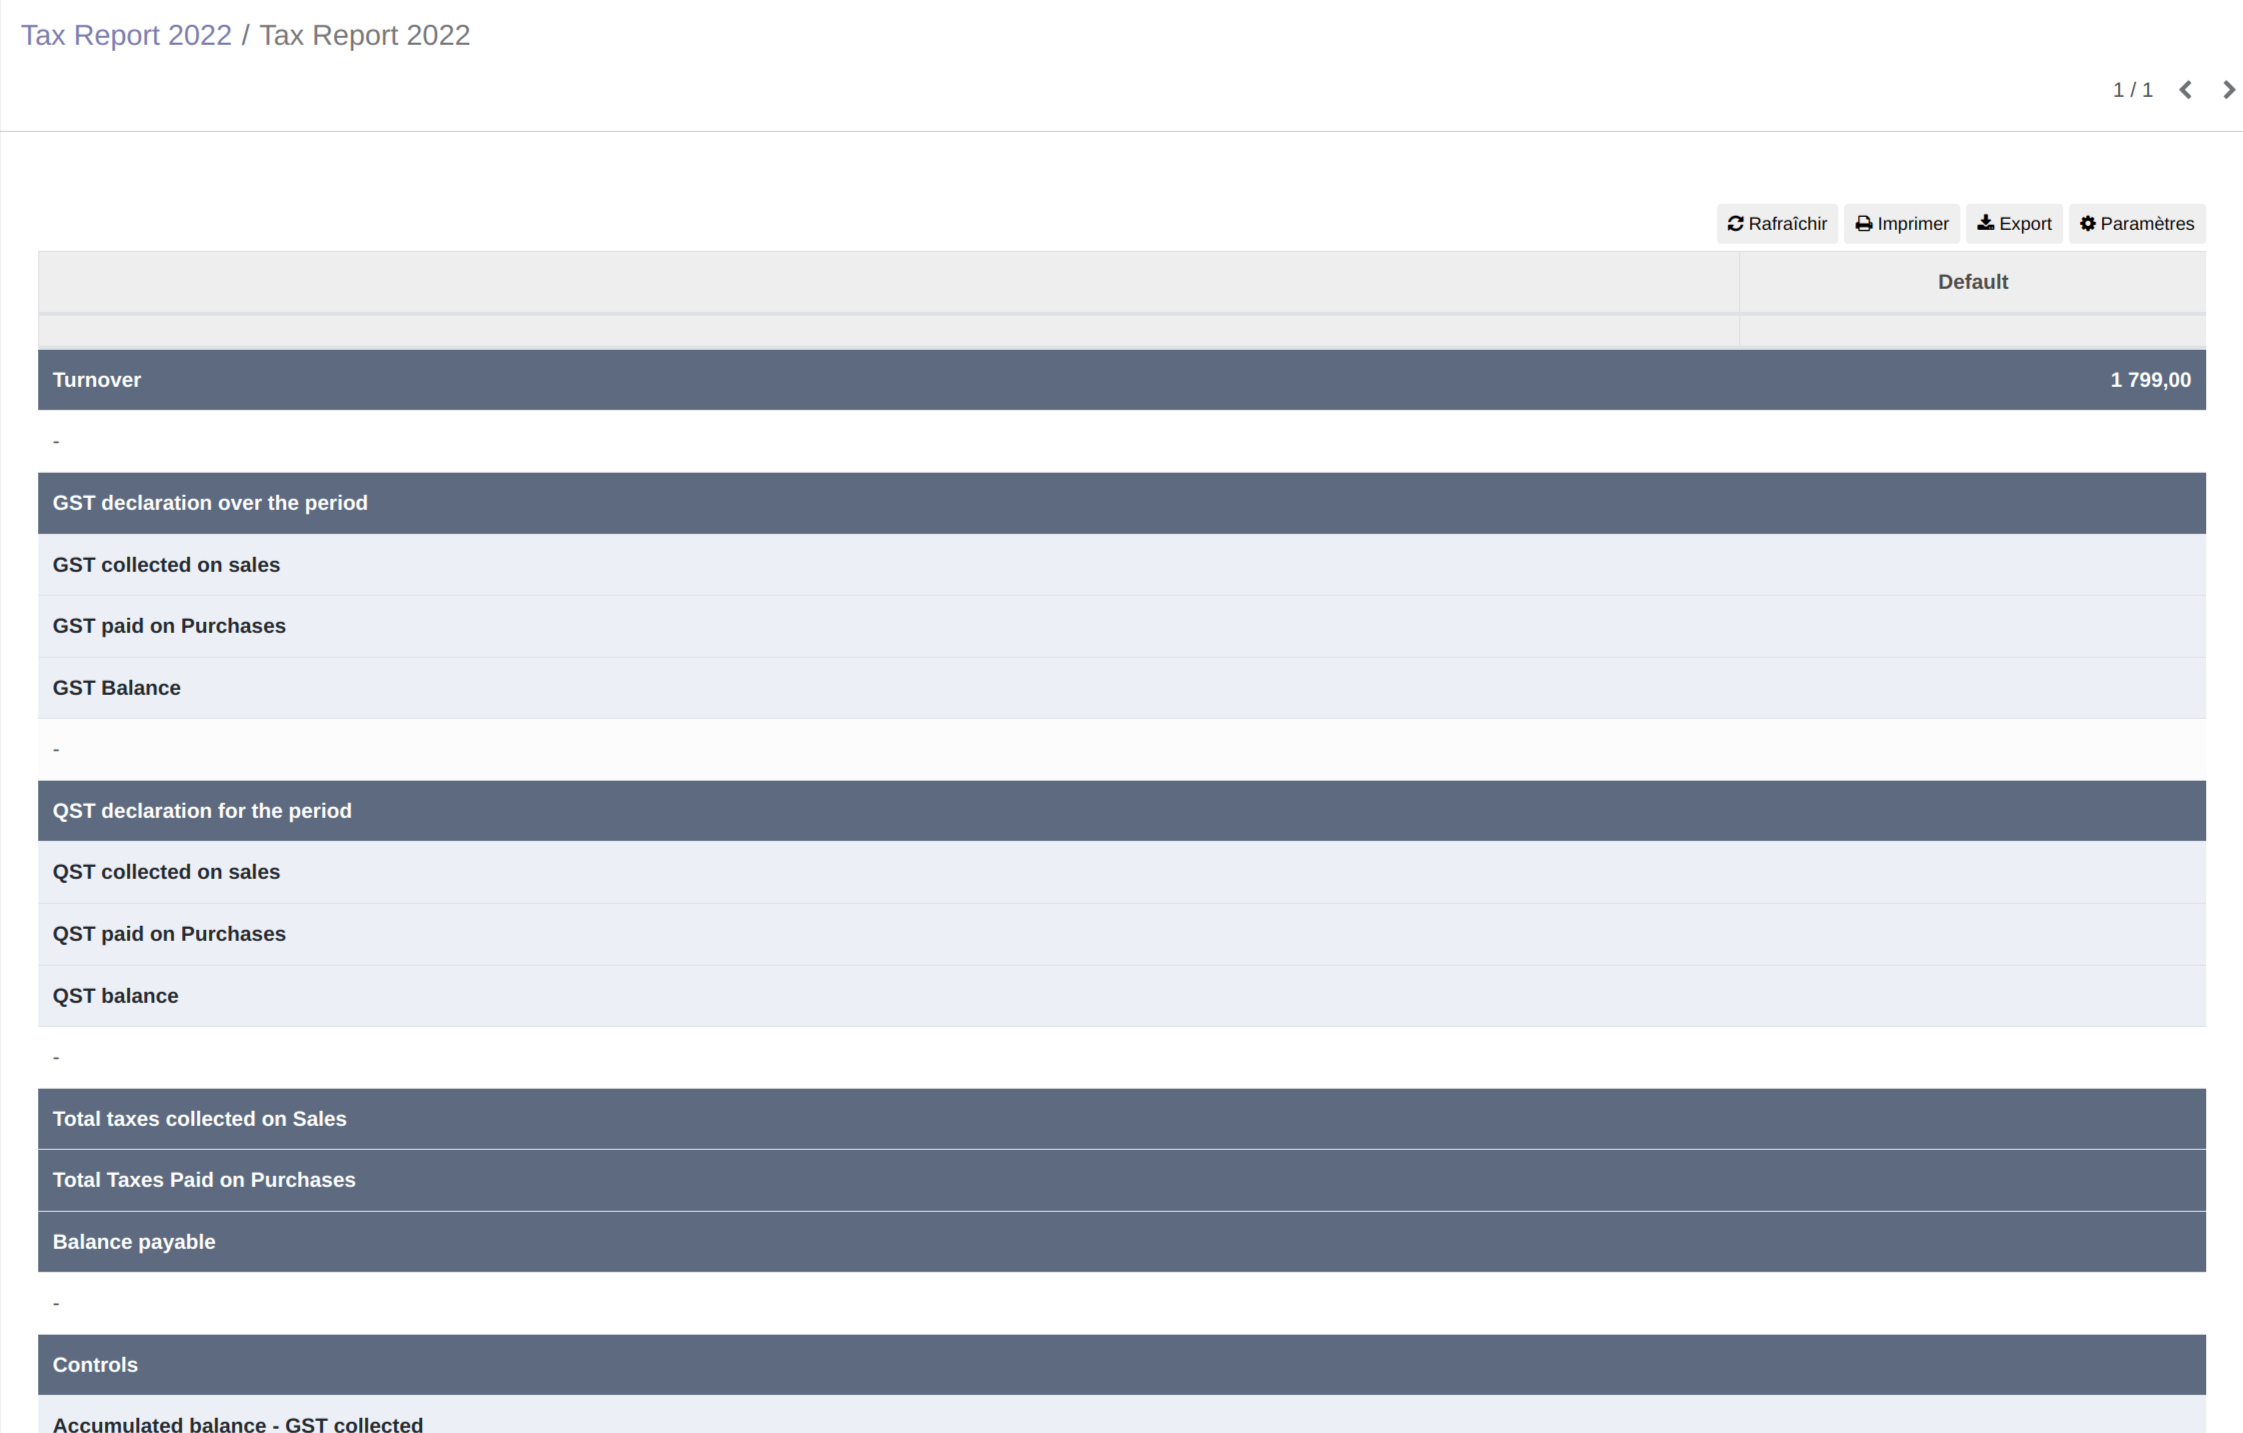 Tax Report 2022 / Tax Report 2022
1 / 1
Rafraîchir Imprimer Export Paramètres
Default
Turnover 1 799,00
-
GST declaration over the period
GST collected on sales
GST paid on Purchases
GST Balance
-
QST declaration for the period
QST collected on sales
QST paid on Purchases
QST balance
-
Total taxes collected on Sales
Total Taxes Paid on Purchases
Balance payable
-
Controls
Accumulated balance - GST collected